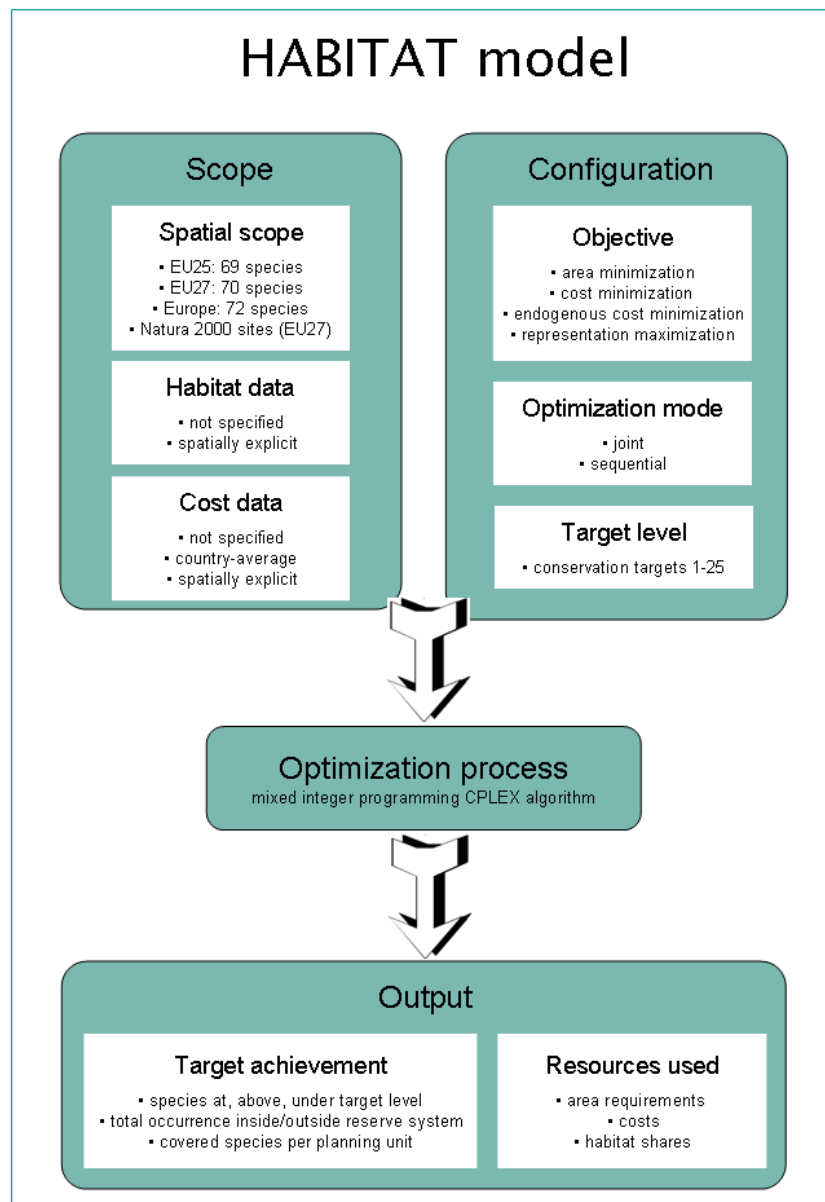 HABITAT model
Scope
Spatial scope
▪ EU25: 69 species
▪ EU27: 70 species
▪ Europe: 72 species
▪ Natura 2000 sites (EU27)
Habitat data
▪ not specified
▪ spatially explicit
Cost data
▪ not specified
▪ country-average
▪ spatially explicit
Configuration
Objective
▪ area minimization
▪ cost minimization
▪ endogenous cost minimization
▪ representation maximization
Optimization mode
▪ joint
▪ sequential
Target level
▪ conservation targets 1-25
Optimization process
mixed integer programming CPLEX algorithm
Output
Target achievement
▪ species at, above, under target level
▪ total occurrence inside/outside reserve system
▪ covered species per planning unit
Resources used
▪ area requirements
▪ costs
▪ habitat shares